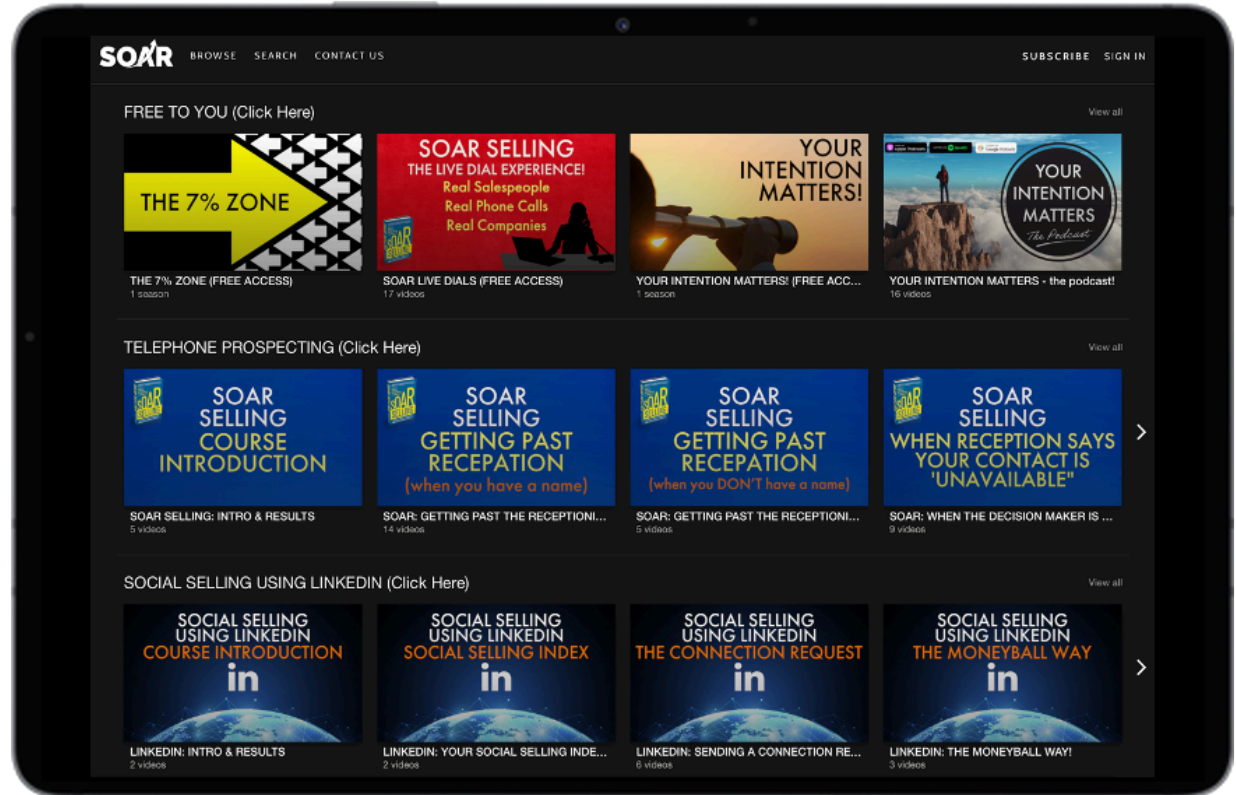 SOAR
BROWSE SEARCH CONTACT US
SUBSCRIBE SIGN IN
FREE TO YOU (Click Here)
View all
THE 7% ZONE
THE 7% ZONE (FREE ACCESS)
1 season
SOAR SELLING
THE LIVE DIAL EXPERIENCE!
Real Salespeople
Real Phone Calls
Real Companies
SOAR
SELLING
SOAR LIVE DIALS (FREE ACCESS)
17 videos
YOUR
INTENTION
MATTERS!
YOUR INTENTION MATTERS! (FREE ACC...
1 season
YOUR
INTENTION
MATTERS
The Podcast
YOUR INTENTION MATTERS - the podcast!
16 videos
TELEPHONE PROSPECTING (Click Here)
View all
SOAR
SELLING
SOAR
SELLING
COURSE
INTRODUCTION
SOAR SELLING: INTRO & RESULTS
5 videos
SOAR
SELLING
SOAR
SELLING
GETTING PAST
RECEPATION
(when you have a name)
SOAR: GETTING PAST THE RECEPTIONI...
14 videos
SOAR
SELLING
SOAR
SELLING
GETTING PAST
RECEPATION
(when you DON'T have a name)
SOAR: GETTING PAST THE RECEPTIONI...
5 videos
SOAR
SELLING
SOAR
SELLING
WHEN RECEPTION SAYS
YOUR CONTACT IS
'UNAVAILABLE"
SOAR: WHEN THE DECISION MAKER IS ...
9 videos
SOCIAL SELLING USING LINKEDIN (Click Here)
View all
SOCIAL SELLING
USING LINKEDIN
COURSE INTRODUCTION
in
LINKEDIN: INTRO & RESULTS
2 videos
SOCIAL SELLING
USING LINKEDIN
SOCIAL SELLING INDEX
in
LINKEDIN: YOUR SOCIAL SELLING INDE...
2 videos
SOCIAL SELLING
USING LINKEDIN
THE CONNECTION REQUEST
in
LINKEDIN: SENDING A CONNECTION RE...
6 videos
SOCIAL SELLING
USING LINKEDIN
THE MONEYBALL WAY
in
LINKEDIN: THE MONEYBALL WAY!
3 videos